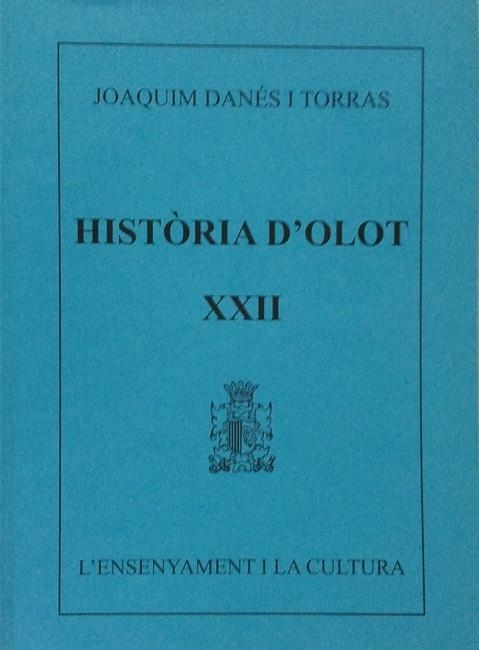 JOAQUIM DANÉS I TORRAS
HISTÒRIA D'OLOT
XXII
L'ENSENYAMENT I LA CULTURA